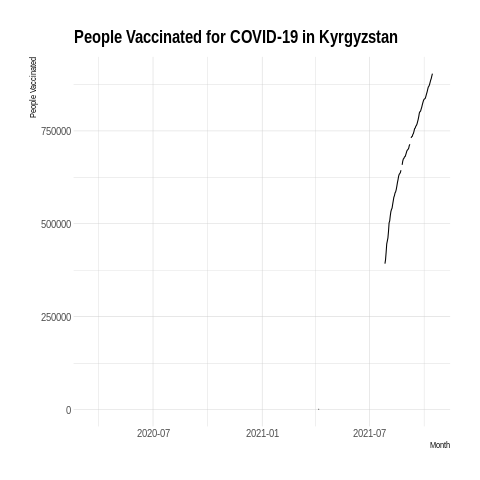 People Vaccinated for COVID-19 in Kyrgyzstan
People Vaccinated
750000
500000
250000
0
2020-07 2021-01 2021-07
Month